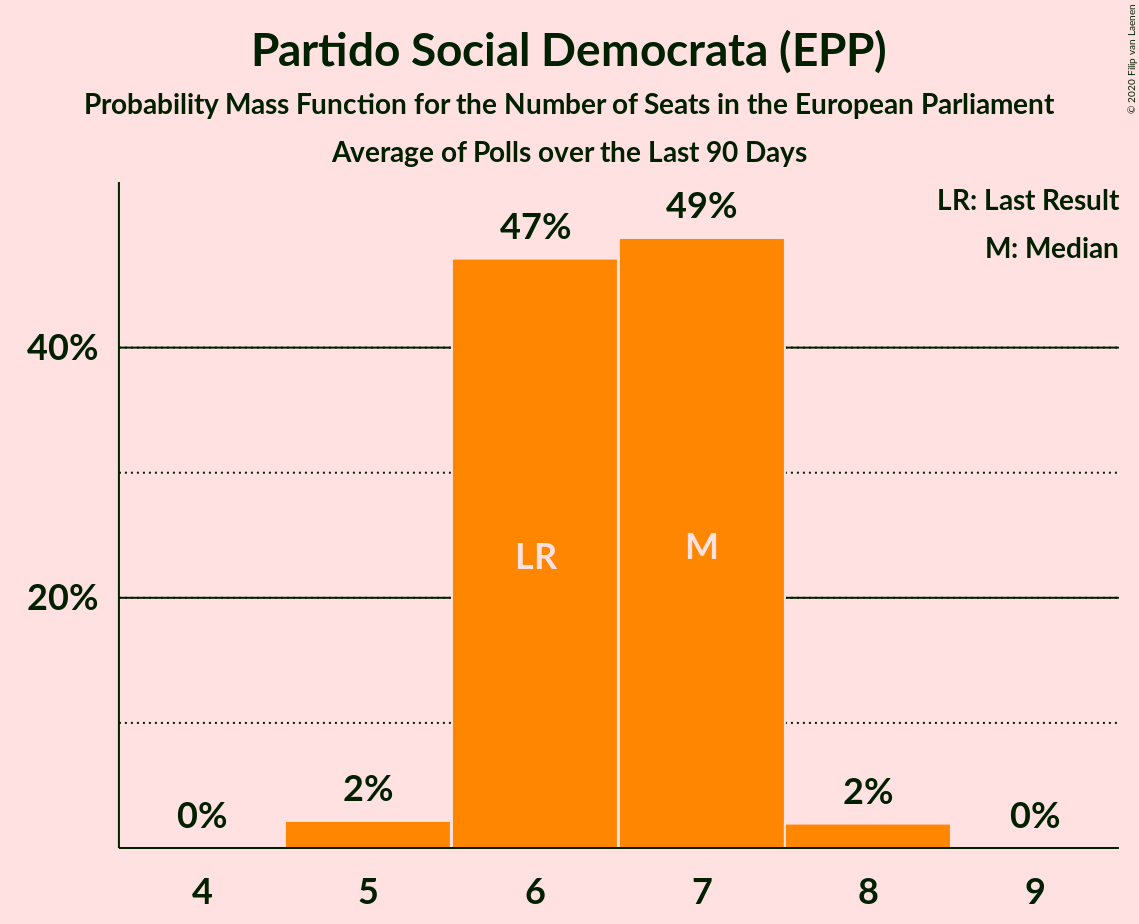 Partido Social Democrata (EPP)
Probability Mass Function for the Number of Seats in the European Parliament
Average of Polls over the Last 90 Days
© 2020 Filip van Laenen
LR: Last Result
M: Median
47%
49%
40%
LR
M
20%
0%
2%
2%
0%
4
5
6
7
8
9